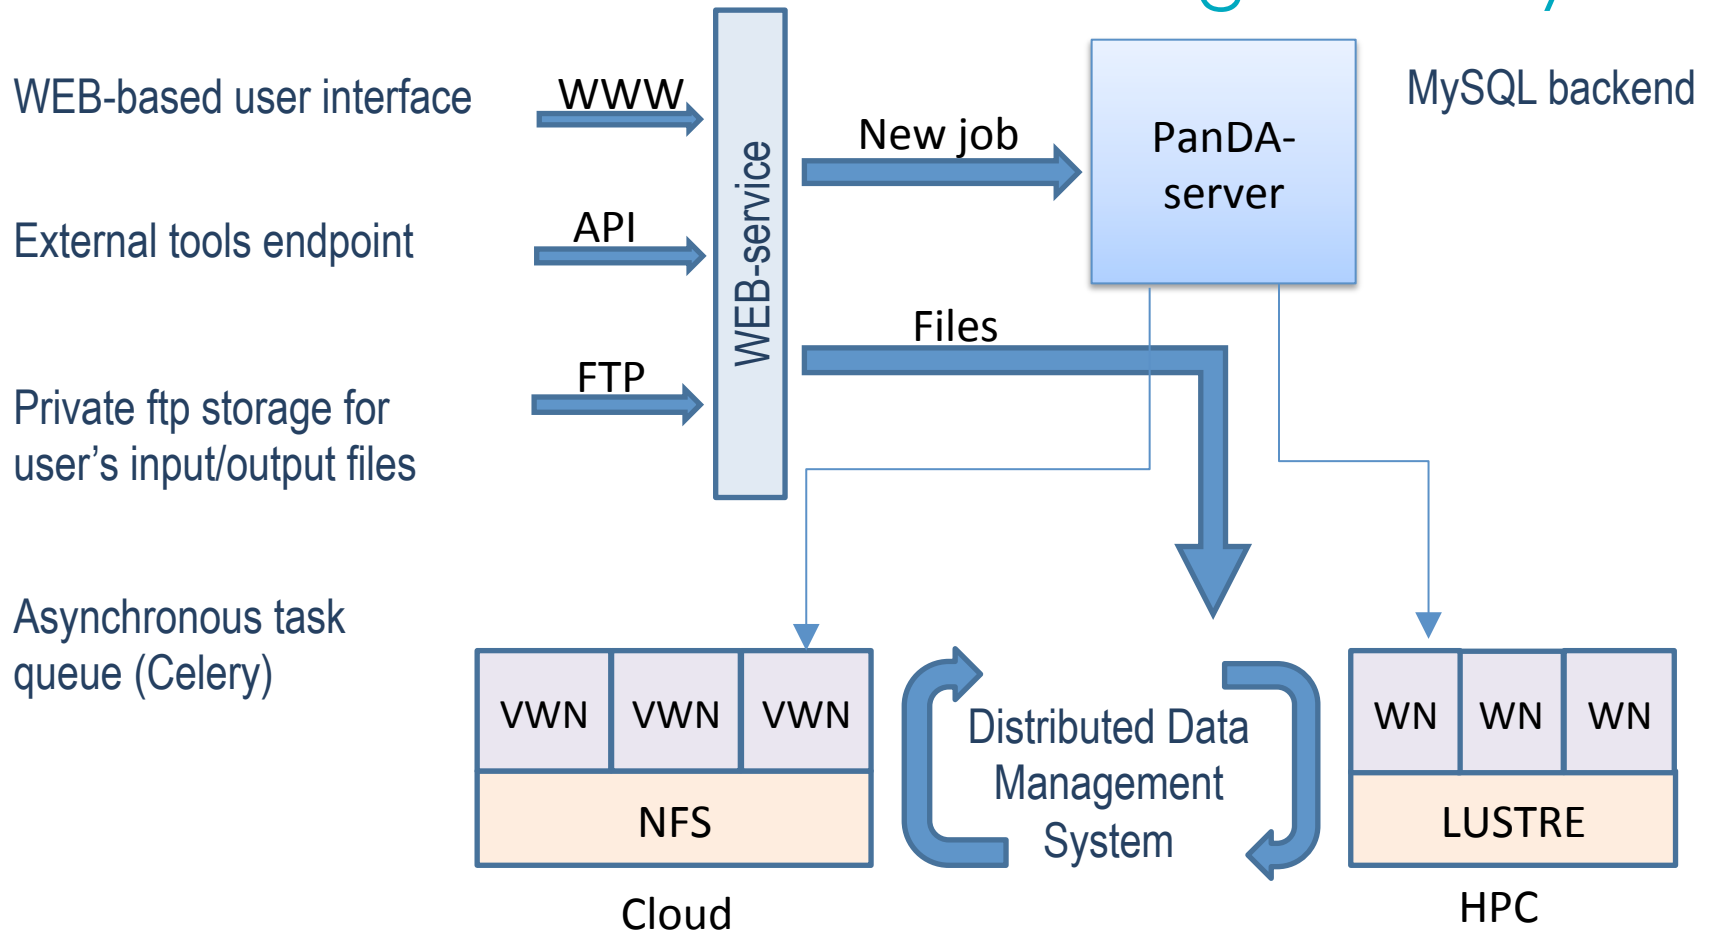 WEB-based user interface
WWW
WEB-service
New job
PanDA-
server
MySQL backend
External tools endpoint
API
Files
FTP
Private ftp storage for
user's input/output files
Asynchronous task
queue (Celery)
VWN VWN VWN
NFS
Cloud
Distributed Data
Management
System
WN WN WN
LUSTRE
HPC